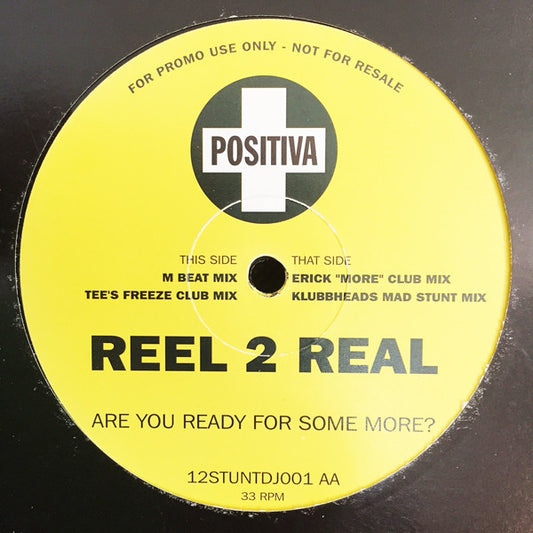 FOR PROMO USE ONLY - NOT FOR RESALE
POSITIVA
THIS SIDE
M BEAT MIX
TEE'S FREEZE CLUB MIX
THAT SIDE
ERICK "MORE" CLUB MIX
KLUBBHEADS MAD STUNT MIX
REEL 2 REAL
ARE YOU READY FOR SOME MORE?
12STUNTDJ001 AA
33 RPM